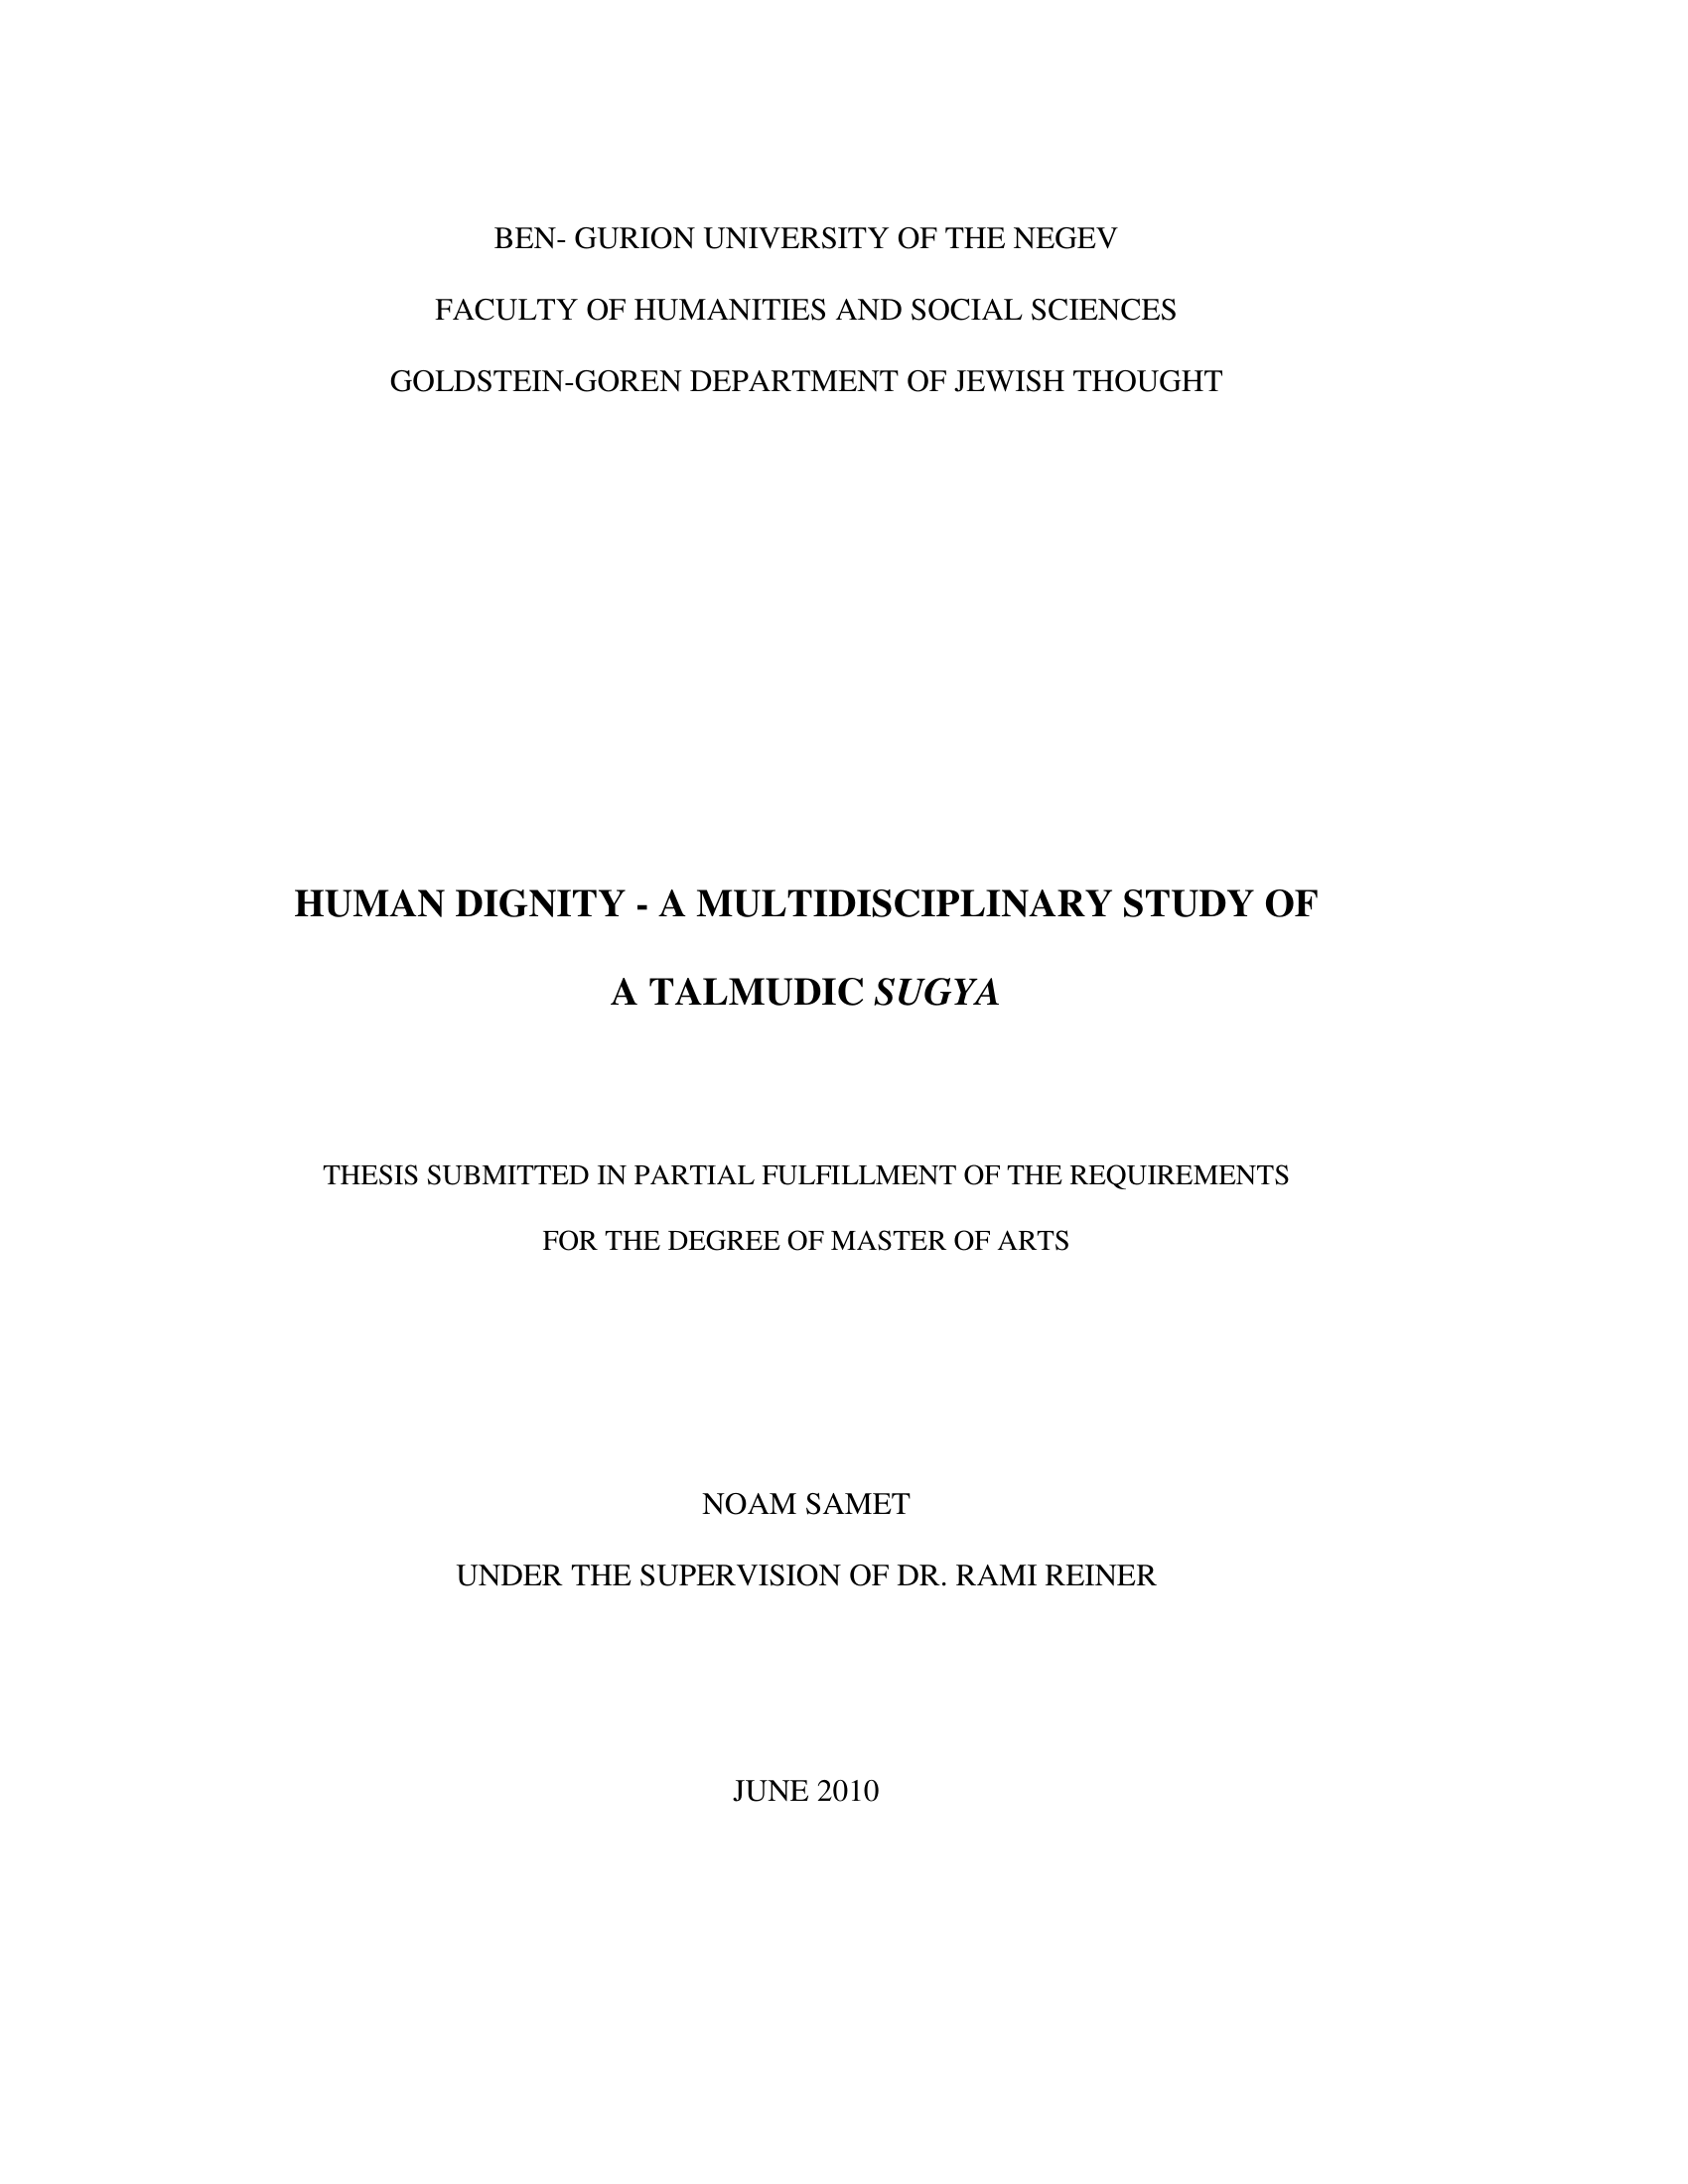 BEN- GURION UNIVERSITY OF THE NEGEV
FACULTY OF HUMANITIES AND SOCIAL SCIENCES
GOLDSTEIN-GOREN DEPARTMENT OF JEWISH THOUGHT
HUMAN DIGNITY - A MULTIDISCIPLINARY STUDY OF
A TALMUDIC SUGYA
THESIS SUBMITTED IN PARTIAL FULFILLMENT OF THE REQUIREMENTS
FOR THE DEGREE OF MASTER OF ARTS
NOAM SAMET
UNDER THE SUPERVISION OF DR. RAMI REINER
JUNE 2010